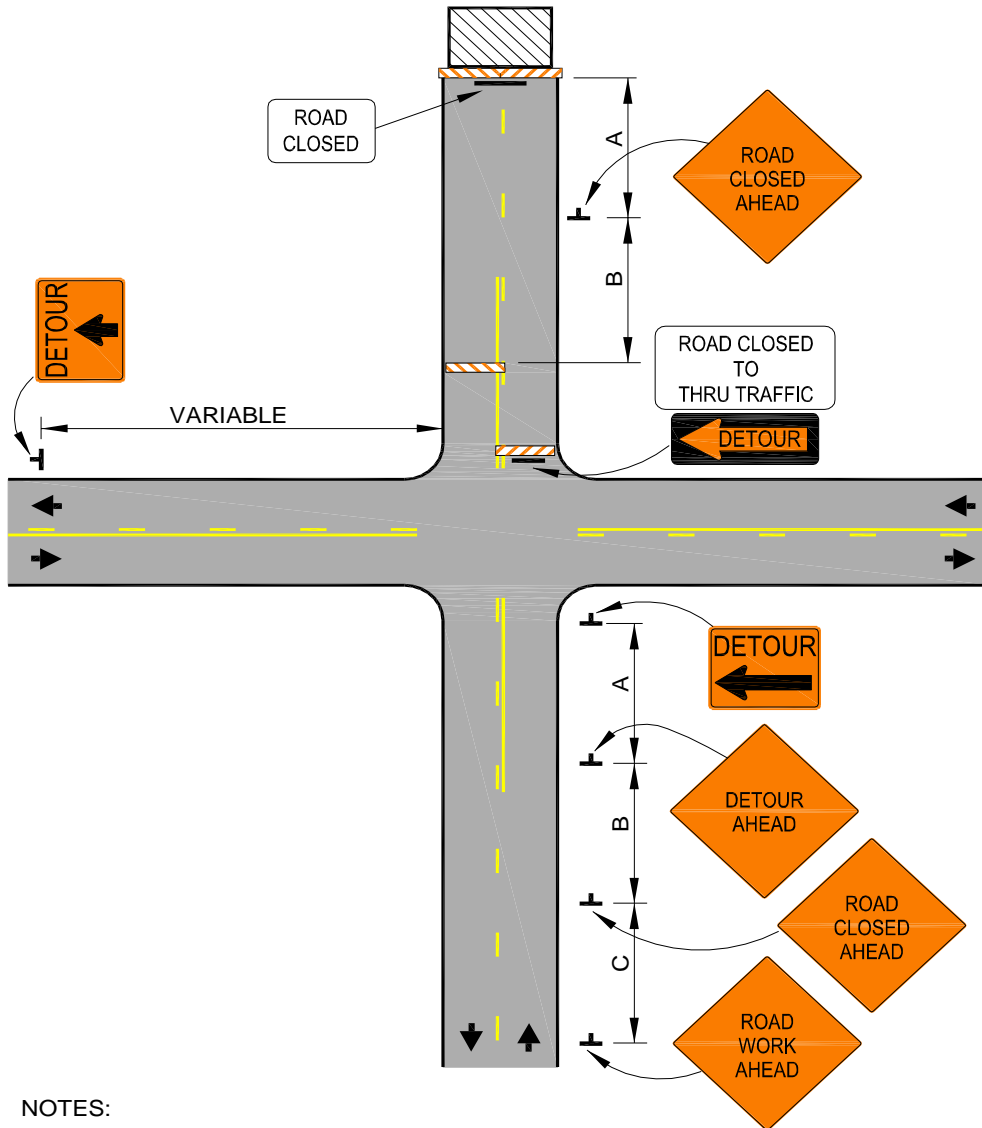 ROAD
CLOSED
A
ROAD
CLOSED
AHEAD
B
DETOUR
ROAD CLOSED
TO
THRU TRAFFIC
VARIABLE
DETOUR
DETOUR
A
DETOUR
AHEAD
B
ROAD
CLOSED
AHEAD
C
ROAD
WORK
AHEAD
NOTES: